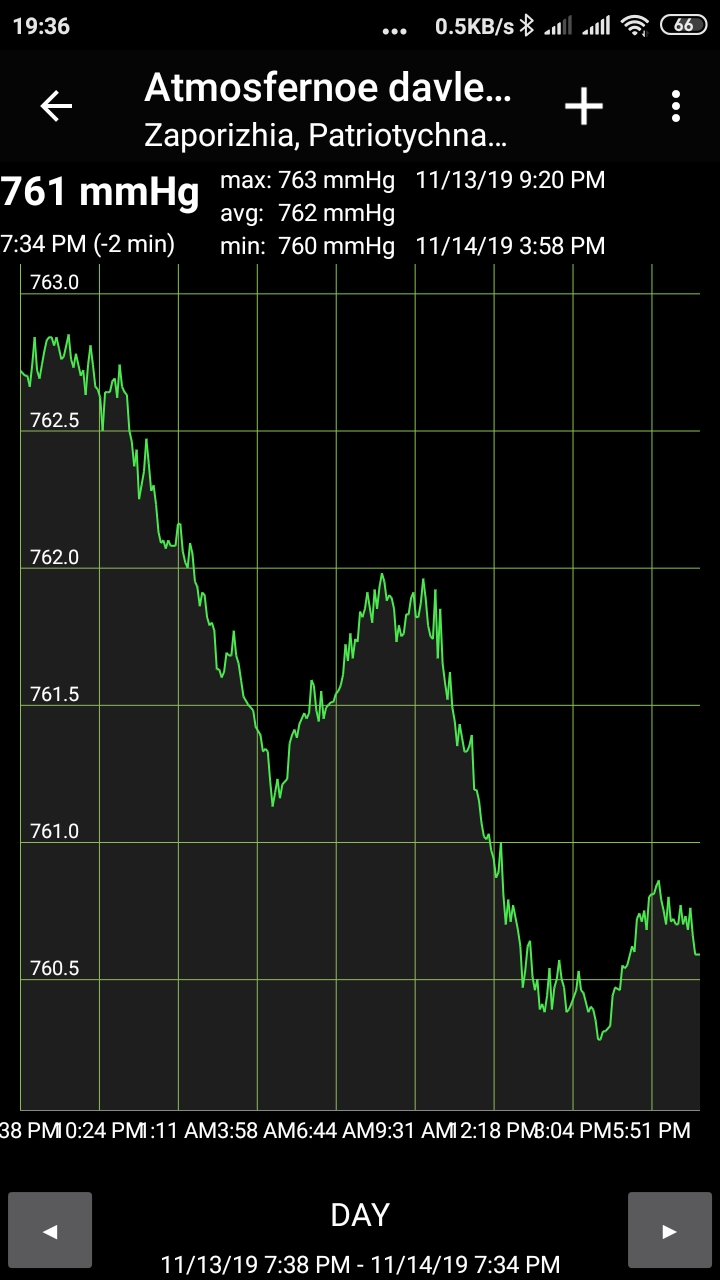 19:36 ... 0.5KB/s 66
Atmosfernoe davle...
Zaporizhia, Patriotychna...
761 mmHg
7:34 PM (-2 min)
max: 763 mmHg 11/13/19 9:20 PM
avg: 762 mmHg
min: 760 mmHg 11/14/19 3:58 PM
763.0
762.5
762.0
761.5
761.0
760.5
38 PM 10:24 PM 1:11 AM 3:58 AM 6:44 AM 9:31 AM 12:18 PM 3:04 PM 5:51 PM
DAY
11/13/19 7:38 PM - 11/14/19 7:34 PM